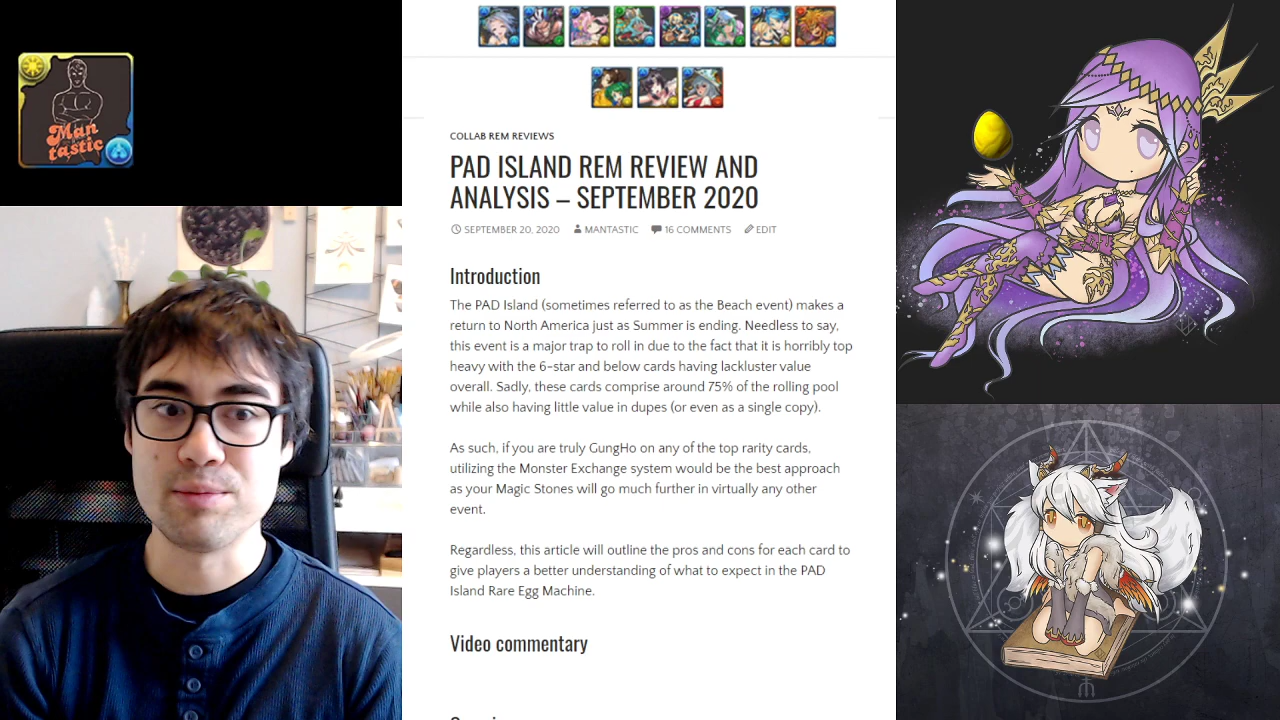 Man
tastic
COLLAB REM REVIEWS
PAD ISLAND REM REVIEW AND
ANALYSIS – SEPTEMBER 2020
SEPTEMBER 20, 2020 MANTASTIC 16 COMMENTS EDIT
Introduction
The PAD Island (sometimes referred to as the Beach event) makes a
return to North America just as Summer is ending. Needless to say,
this event is a major trap to roll in due to the fact that it is horribly top
heavy with the 6-star and below cards having lackluster value
overall. Sadly, these cards comprise around 75% of the rolling pool
while also having little value in dupes (or even as a single copy).
As such, if you are truly GungHo on any of the top rarity cards,
utilizing the Monster Exchange system would be the best approach
as your Magic Stones will go much further in virtually any other
event.
Regardless, this article will outline the pros and cons for each card to
give players a better understanding of what to expect in the PAD
Island Rare Egg Machine.
Video commentary